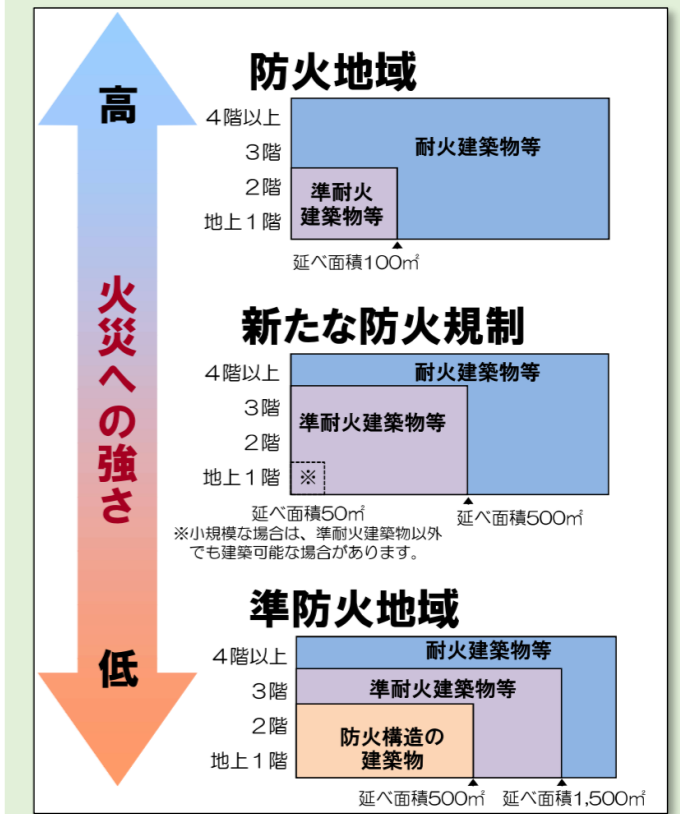 高
火災への強さ
低
防火地域
4階以上
3階
2階
地上1階
耐火建築物等
準耐火
建築物等
延べ面積100㎡
新たな防火規制
4階以上
3階
2階
地上1階
耐火建築物等
準耐火建築物等
※
延べ面積50㎡
延べ面積500㎡
※小規模な場合は、準耐火建築物以外
でも建築可能な場合があります。
準防火地域
4階以上
3階
2階
地上1階
耐火建築物等
準耐火建築物等
防火構造の
建築物
延べ面積500㎡
延べ面積1,500㎡